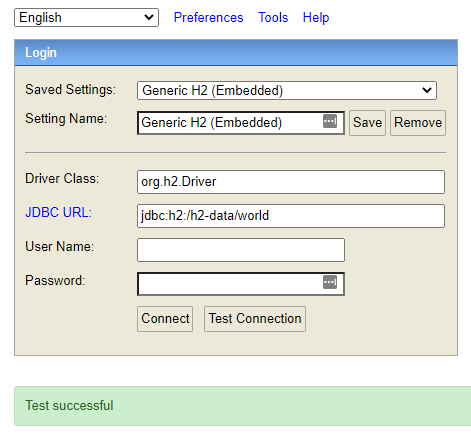 English Preferences Tools Help
Login
Saved Settings: Generic H2 (Embedded)
Setting Name: Generic H2 (Embedded) Save Remove
Driver Class: org.h2.Driver
JDBC URL: jdbc:h2:/h2-data/world
User Name:
Password:
Connect Test Connection
Test successful